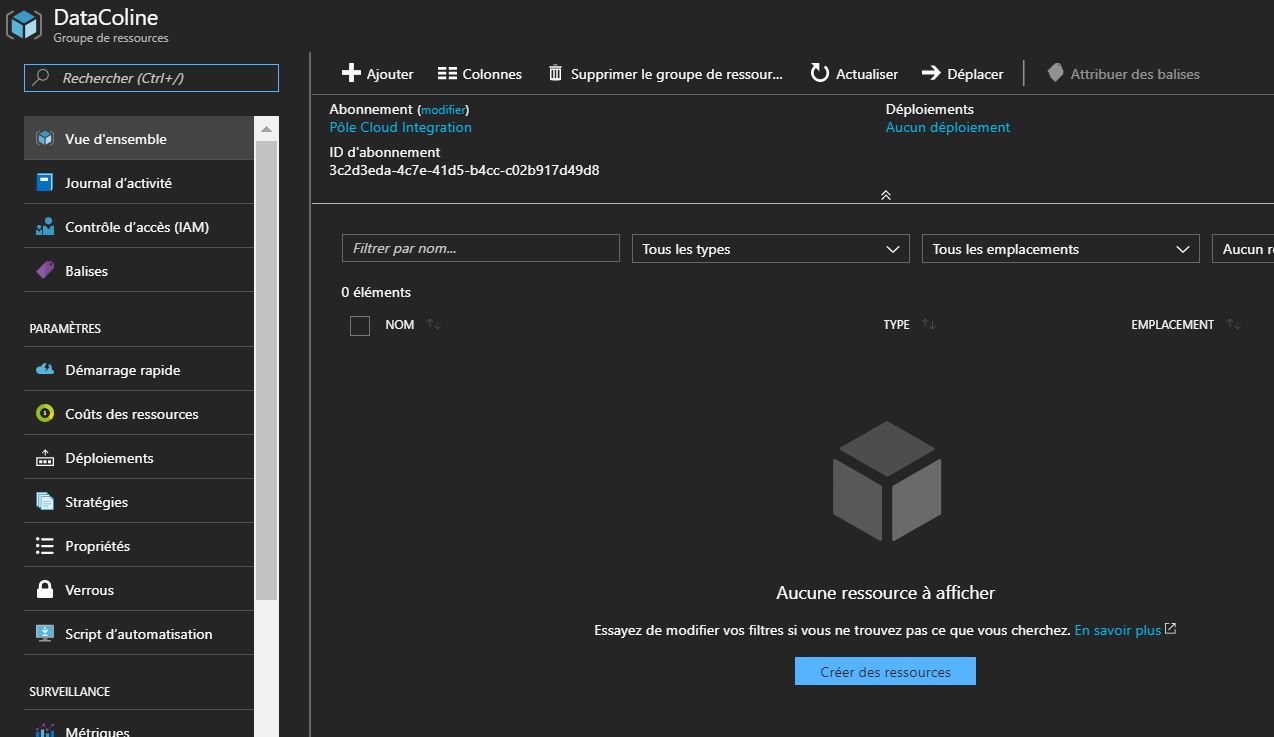 DataColine
Groupe de ressources
Rechercher (Ctrl+/)
Vue d'ensemble
Journal d'activité
Contrôle d'accès (IAM)
Balises
PARAMÈTRES
Démarrage rapide
Coûts des ressources
Déploiements
Stratégies
Propriétés
Verrous
Script d'automatisation
SURVEILLANCE
Métriques
Ajouter Colonnes Supprimer le groupe de ressour... Actualiser Déplacer Attribuer des balises
Abonnement (modifier)
Pôle Cloud Integration
ID d'abonnement
3c2d3eda-4c7e-41d5-b4cc-c02b917d49d8
Déploiements
Aucun déploiement
Filtrer par nom... Tous les types Tous les emplacements Aucun
0 éléments
NOM TYPE EMPLACEMENT
Aucune ressource à afficher
Essayez de modifier vos filtres si vous ne trouvez pas ce que vous cherchez. En savoir plus
Créer des ressources